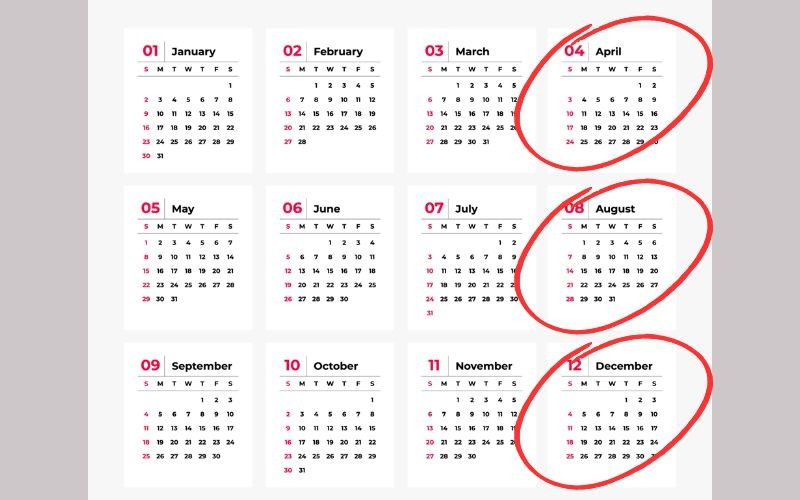 01 January
S M T W T F S
1
2 3 4 5 6 7 8
9 10 11 12 13 14 15
16 17 18 19 20 21 22
23 24 25 26 27 28 29
30 31
02 February
S M T W T F S
1 2 3 4 5
6 7 8 9 10 11 12
13 14 15 16 17 18 19
20 21 22 23 24 25 26
27 28
03 March
S M T W T F S
1 2 3 4 5
6 7 8 9 10 11 12
13 14 15 16 17 18 19
20 21 22 23 24 25 26
27 28 29 30 31
04 April
S M T W T F S
1 2
3 4 5 6 7 8 9
10 11 12 13 14 15 16
17 18 19 20 21 22 23
24 25 26 27 28 29 30
05 May
S M T W T F S
1 2 3 4 5 6 7
8 9 10 11 12 13 14
15 16 17 18 19 20 21
22 23 24 25 26 27 28
29 30 31
06 June
S M T W T F S
1 2 3 4
5 6 7 8 9 10 11
12 13 14 15 16 17 18
19 20 21 22 23 24 25
26 27 28 29 30
07 July
S M T W T F S
1 2
3 4 5 6 7 8 9
10 11 12 13 14 15 16
17 18 19 20 21 22 23
24 25 26 27 28 29 30
31
08 August
S M T W T F S
1 2 3 4 5 6
7 8 9 10 11 12 13
14 15 16 17 18 19 20
21 22 23 24 25 26 27
28 29 30 31
09 September
S M T W T F S
1 2 3
4 5 6 7 8 9 10
11 12 13 14 15 16 17
18 19 20 21 22 23 24
25 26 27 28 29 30
10 October
S M T W T F S
1
2 3 4 5 6 7 8
9 10 11 12 13 14 15
16 17 18 19 20 21 22
23 24 25 26 27 28 29
30 31
11 November
S M T W T F S
1 2 3 4 5
6 7 8 9 10 11 12
13 14 15 16 17 18 19
20 21 22 23 24 25 26
27 28 29 30
12 December
S M T W T F S
1 2 3
4 5 6 7 8 9 10
11 12 13 14 15 16 17
18 19 20 21 22 23 24
25 26 27 28 29 30 31